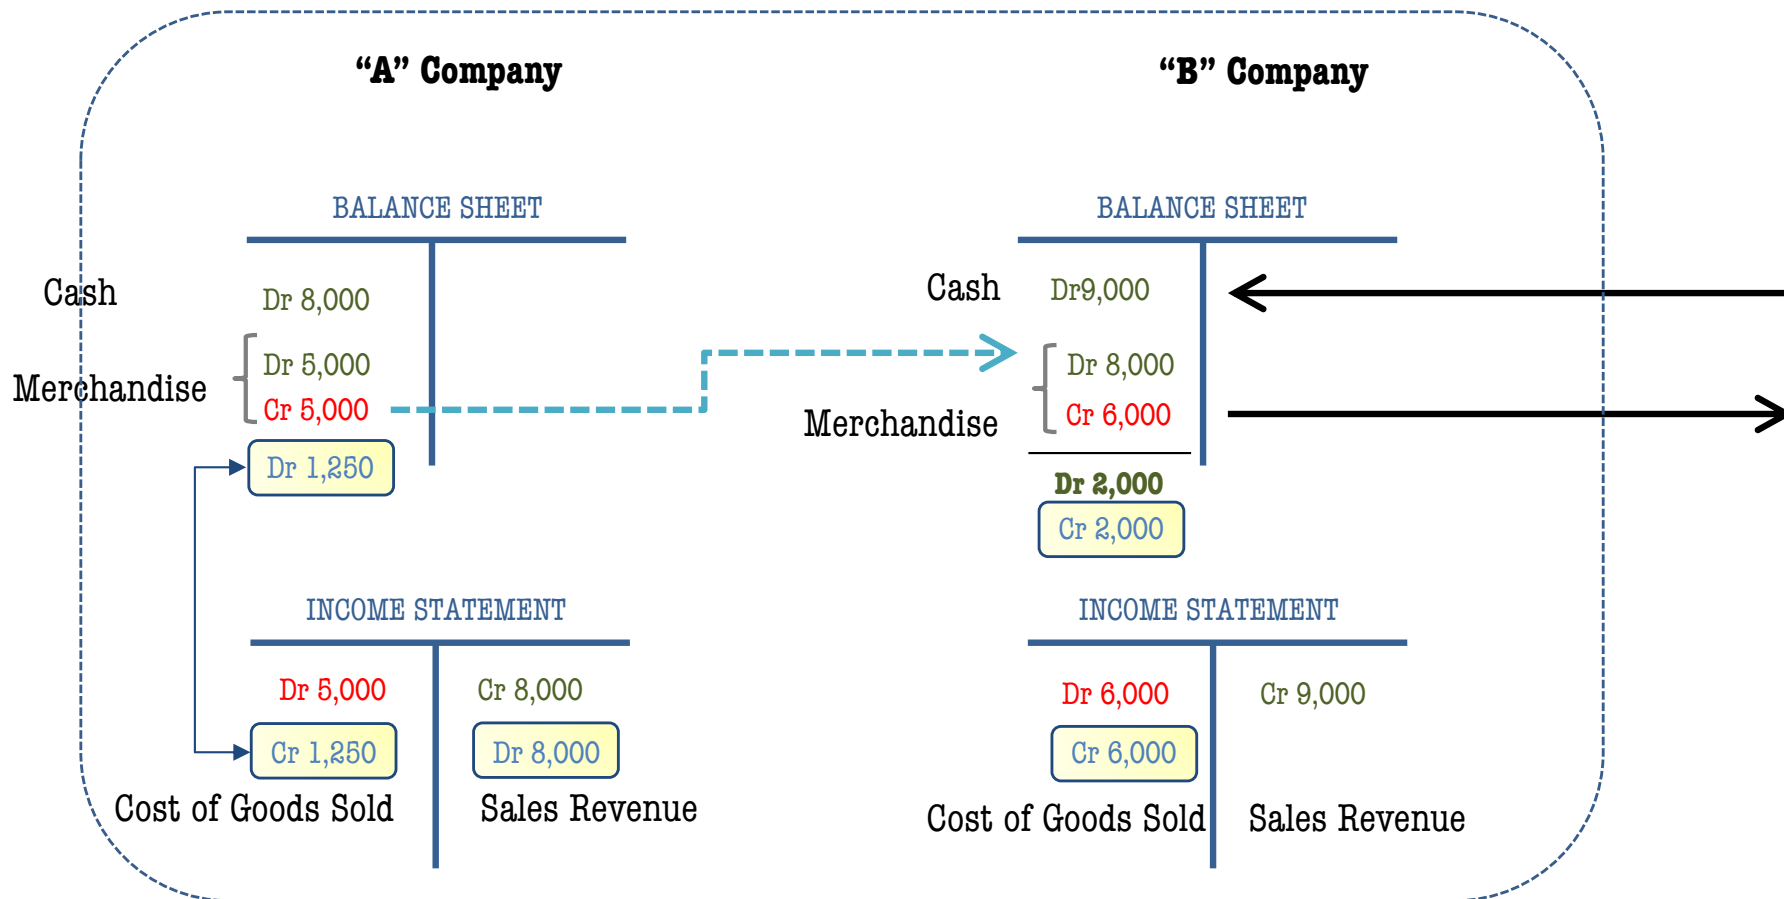 “A” Company
BALANCE SHEET
Cash
Dr 8,000
Merchandise
Dr 5,000
Cr 5,000
Dr 1,250
INCOME STATEMENT
Dr 5,000
Cr 8,000
Cr 1,250
Dr 8,000
Cost of Goods Sold
Sales Revenue
“B” Company
BALANCE SHEET
Cash
Dr9,000
Merchandise
Dr 8,000
Cr 6,000
Dr 2,000
Cr 2,000
INCOME STATEMENT
Dr 6,000
Cr 9,000
Cr 6,000
Cost of Goods Sold
Sales Revenue